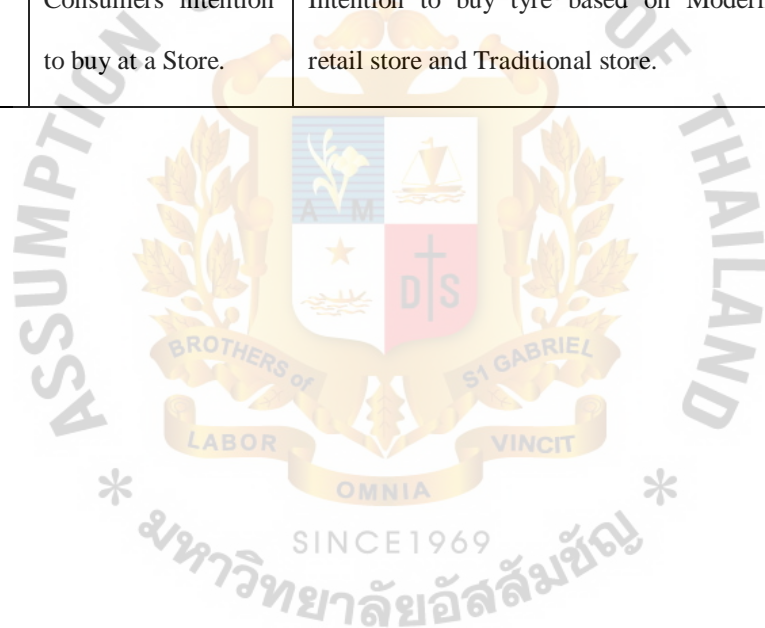 Consumers intention
to buy at a Store.
Intention to buy tyre based on Modern
retail store and Traditional store.
ASSUMPTION
OF THAILAND
A M
D S
BROTHERS of
S1 GABRIEL
LABOR
VINCIT
OMNIA
SINCE1969
มหาวิทยาลัยอัสสัมชัญ